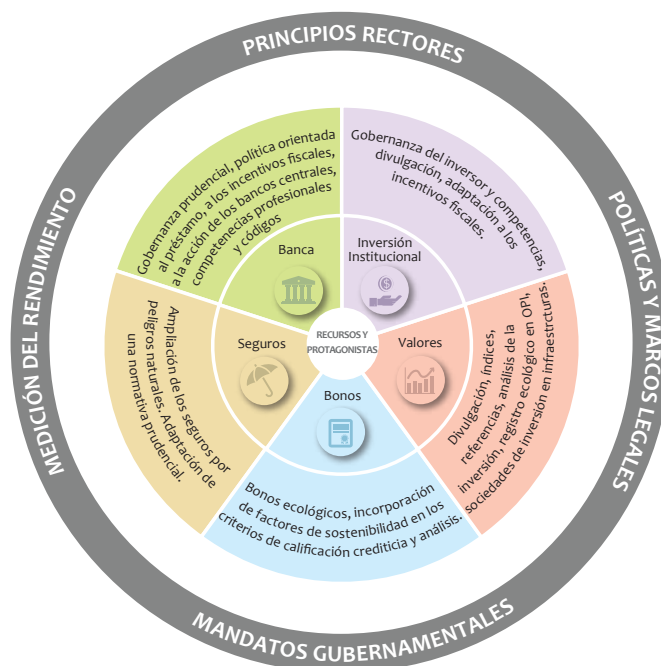 PRINCIPIOS RECTORES
POLÍTICAS Y MARCOS LEGALES
MANDATOS GUBERNAMENTALES
MEDICIÓN DEL RENDIMIENTO
Gobernanza prudencial, política orientada
al préstamo, a los incentivos fiscales,
a la acción de los bancos centrales,
competencias profesionales
y códigos
Banca
Gobernanza del inversor y competencias,
divulgación, adaptación a los
incentivos fiscales.
Inversión
Institucional
Divulgación, índices,
referencias, análisis de la
inversión, registro ecológico en OPI,
sociedades de inversión en infraestrcturas.
Valores
Bonos
Bonos ecológicos, incorporación
de factores de sostenibilidad en los
criterios de calificación crediticia y análisis.
Seguros
Ampliación de los seguros por
peligros naturales. Adaptación de
una normativa prudencial.
RECURSOS Y
PROTAGONISTAS